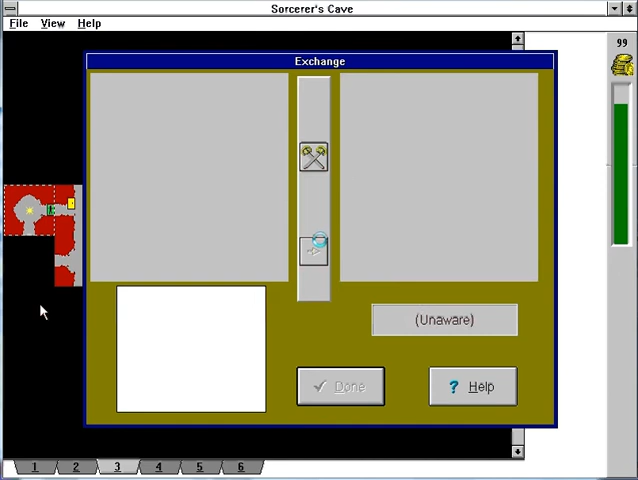 Sorcerer's Cave
File View Help
99
Exchange
(Unaware)
Done
? Help
1 2 3 4 5 6